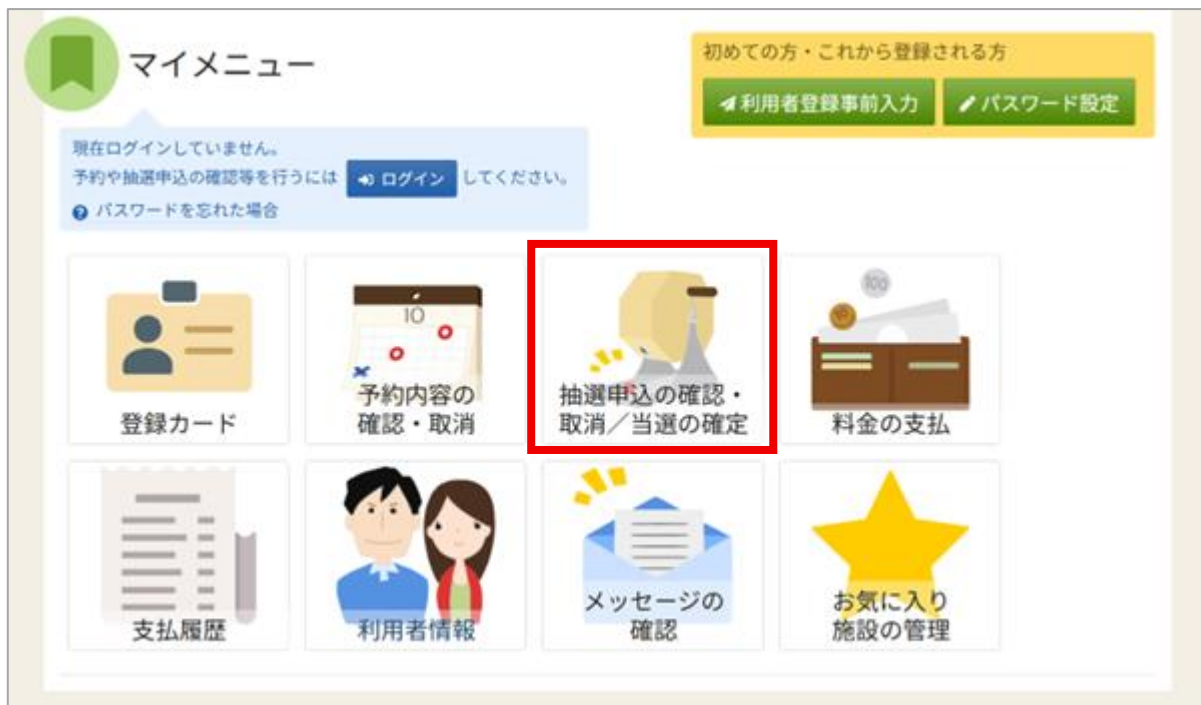 マイメニュー
初めての方・これから登録される方
利用者登録事前入力
パスワード設定
現在ログインしていません。
予約や抽選申込の確認等を行うには ログイン してください。
パスワードを忘れた場合
登録カード
10
予約内容の
確認・取消
抽選申込の確認・
取消／当選の確定
100
料金の支払
支払履歴
利用者情報
メッセージの
確認
お気に入り
施設の管理